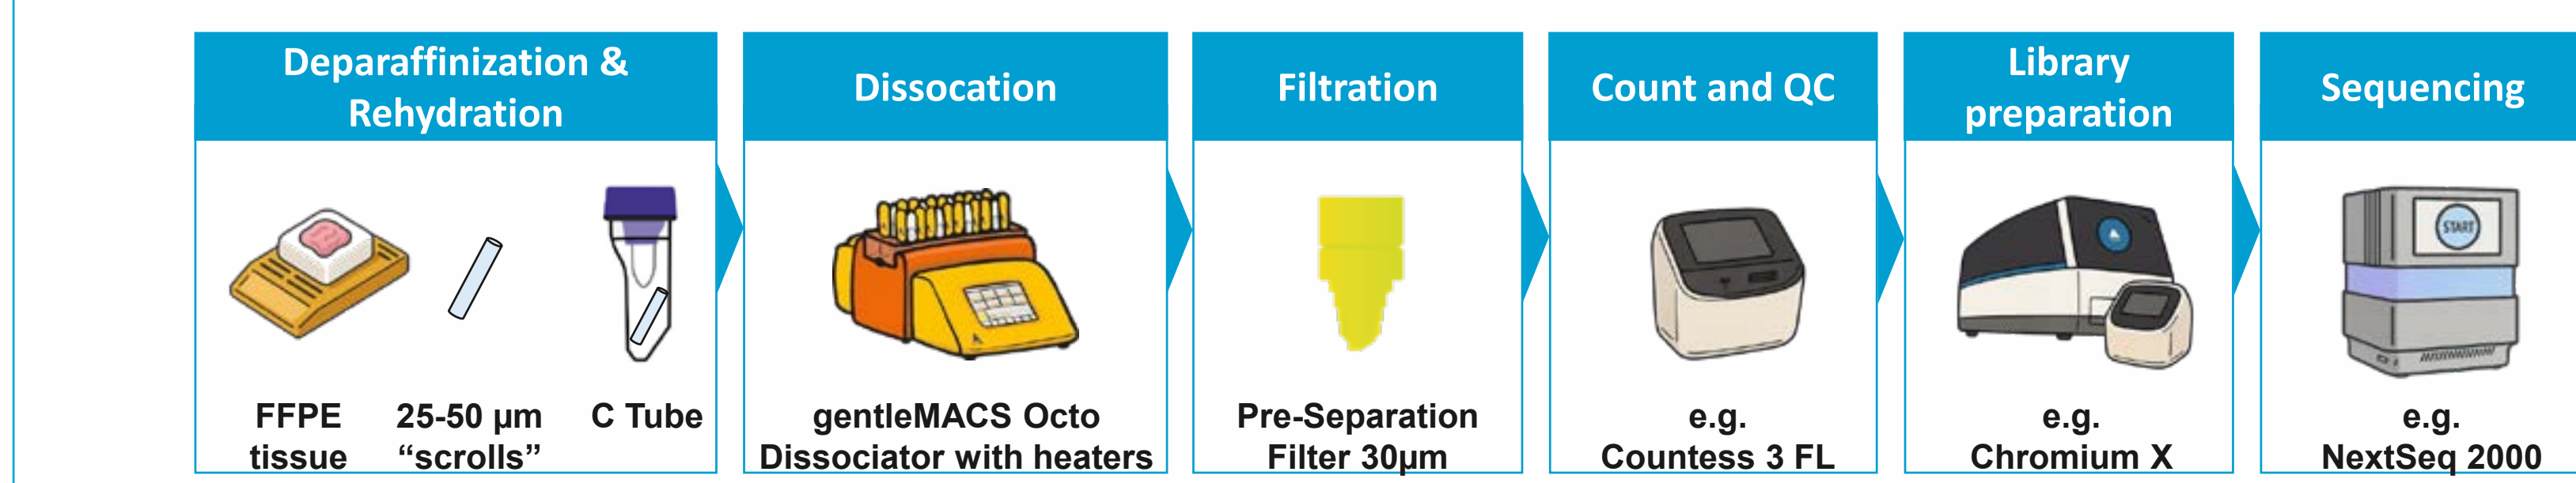 Deparaffinization &
Rehydration
FFPE
tissue
25-50 µm
“scrolls”
C Tube
Dissocation
gentleMACS Octo
Dissociator with heaters
Filtration
Pre-Separation
Filter 30µm
Count and QC
e.g.
Countess 3 FL
Library
preparation
e.g.
Chromium X
Sequencing
START
e.g.
NextSeq 2000